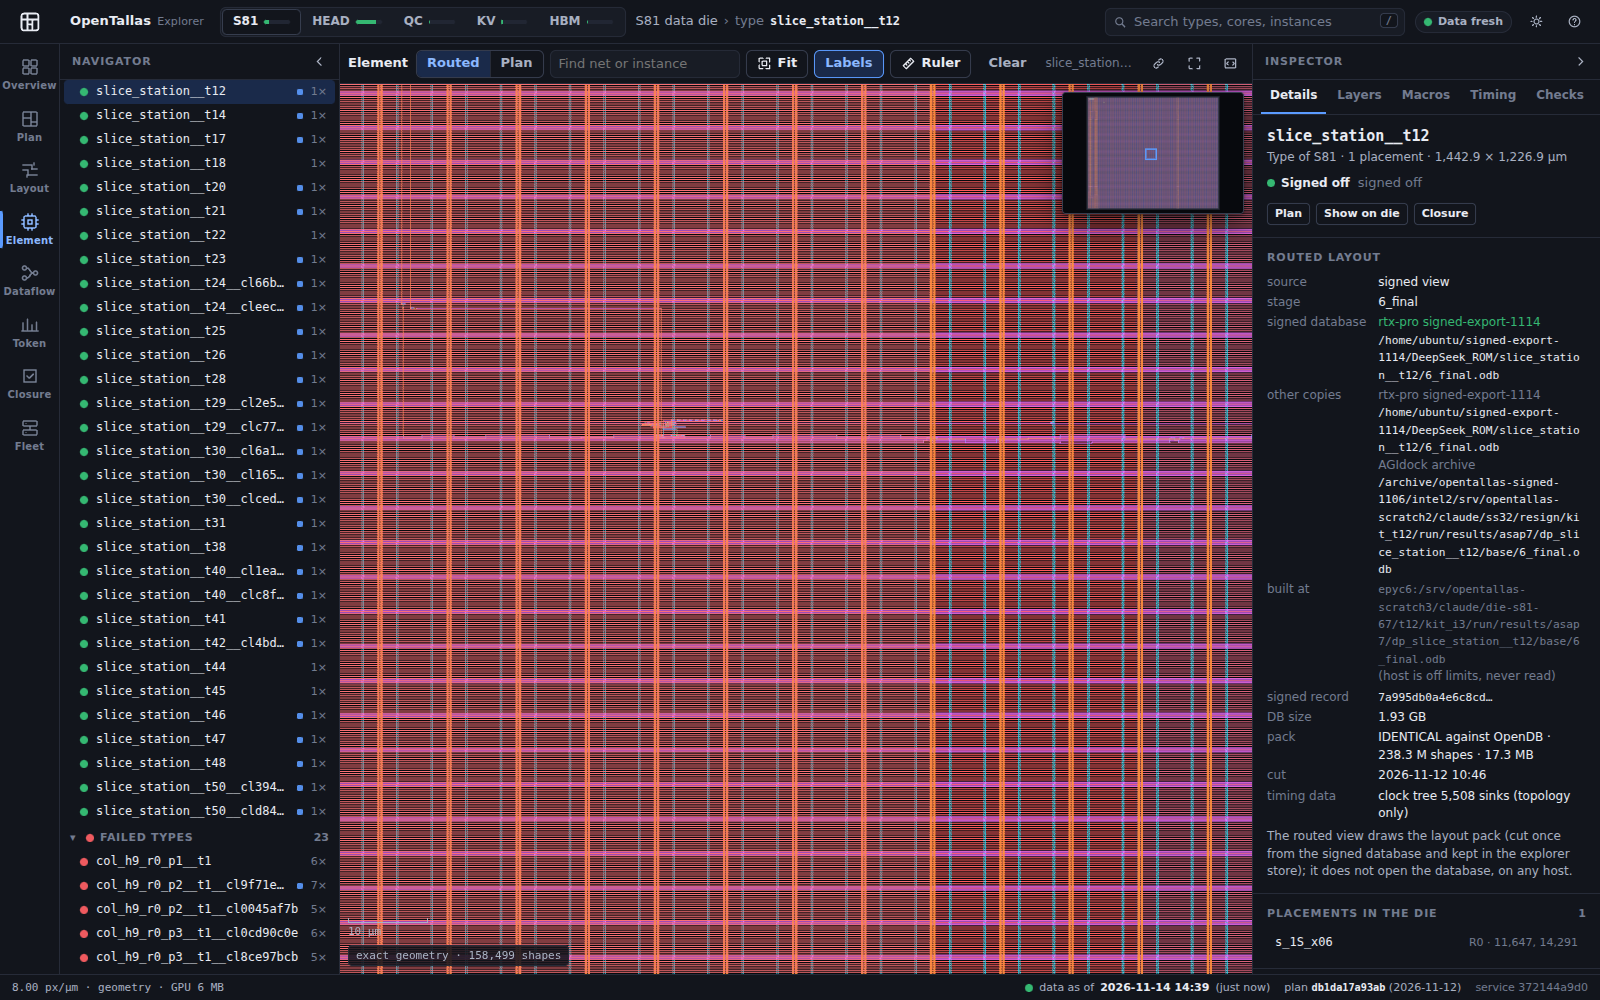 OpenTallas Explorer
S81 HEAD QC KV HBM
S81 data die › type slice_station__t12
Search types, cores, instances /
Data fresh
Overview
Plan
Layout
Element
Dataflow
Token
Closure
Fleet
NAVIGATOR
slice_station__t12 1×
slice_station__t14 1×
slice_station__t17 1×
slice_station__t18 1×
slice_station__t20 1×
slice_station__t21 1×
slice_station__t22 1×
slice_station__t23 1×
slice_station__t24__cl66b… 1×
slice_station__t24__cleec… 1×
slice_station__t25 1×
slice_station__t26 1×
slice_station__t28 1×
slice_station__t29__cl2e5… 1×
slice_station__t29__clc77… 1×
slice_station__t30__cl6a1… 1×
slice_station__t30__cl165… 1×
slice_station__t30__clced… 1×
slice_station__t31 1×
slice_station__t38 1×
slice_station__t40__cl1ea… 1×
slice_station__t40__clc8f… 1×
slice_station__t41 1×
slice_station__t42__cl4bd… 1×
slice_station__t44 1×
slice_station__t45 1×
slice_station__t46 1×
slice_station__t47 1×
slice_station__t48 1×
slice_station__t50__cl394… 1×
slice_station__t50__cld84… 1×
FAILED TYPES 23
col_h9_r0_p1__t1 6×
col_h9_r0_p2__t1__cl9f71e… 7×
col_h9_r0_p2__t1__cl0045af7b 5×
col_h9_r0_p3__t1__cl0cd90c0e 6×
col_h9_r0_p3__t1__cl8ce97bcb 5×
Element Routed Plan Find net or instance Fit Labels Ruler Clear slice_station…
10 µm
exact geometry · 158,499 shapes
INSPECTOR
Details Layers Macros Timing Checks
slice_station__t12
Type of S81 · 1 placement · 1,442.9 × 1,226.9 µm
Signed off signed off
Plan Show on die Closure
ROUTED LAYOUT
source signed view
stage 6_final
signed database rtx-pro signed-export-1114
/home/ubuntu/signed-export-
1114/DeepSeek_ROM/slice_statio
n__t12/6_final.odb
other copies rtx-pro signed-export-1114
/home/ubuntu/signed-export-
1114/DeepSeek_ROM/slice_statio
n__t12/6_final.odb
AGIdock archive
/archive/opentallas-signed-
1106/intel2/srv/opentallas-
scratch2/claude/ss32/resign/ki
t_t12/run/results/asap7/dp_sli
ce_station__t12/base/6_final.o
db
built at epyc6:/srv/opentallas-
scratch3/claude/die-s81-
67/t12/kit_i3/run/results/asap
7/dp_slice_station__t12/base/6
_final.odb
(host is off limits, never read)
signed record 7a995db0a4e6c8cd…
DB size 1.93 GB
pack IDENTICAL against OpenDB ·
238.3 M shapes · 17.3 MB
cut 2026-11-12 10:46
timing data clock tree 5,508 sinks (topology
only)
The routed view draws the layout pack (cut once
from the signed database and kept in the explorer
store); it does not open the database, on any host.
PLACEMENTS IN THE DIE 1
s_1S_x06 R0 · 11,647, 14,291
8.00 px/µm · geometry · GPU 6 MB
data as of 2026-11-14 14:39 (just now) plan db1da17a93ab (2026-11-12) service 372144a9d0